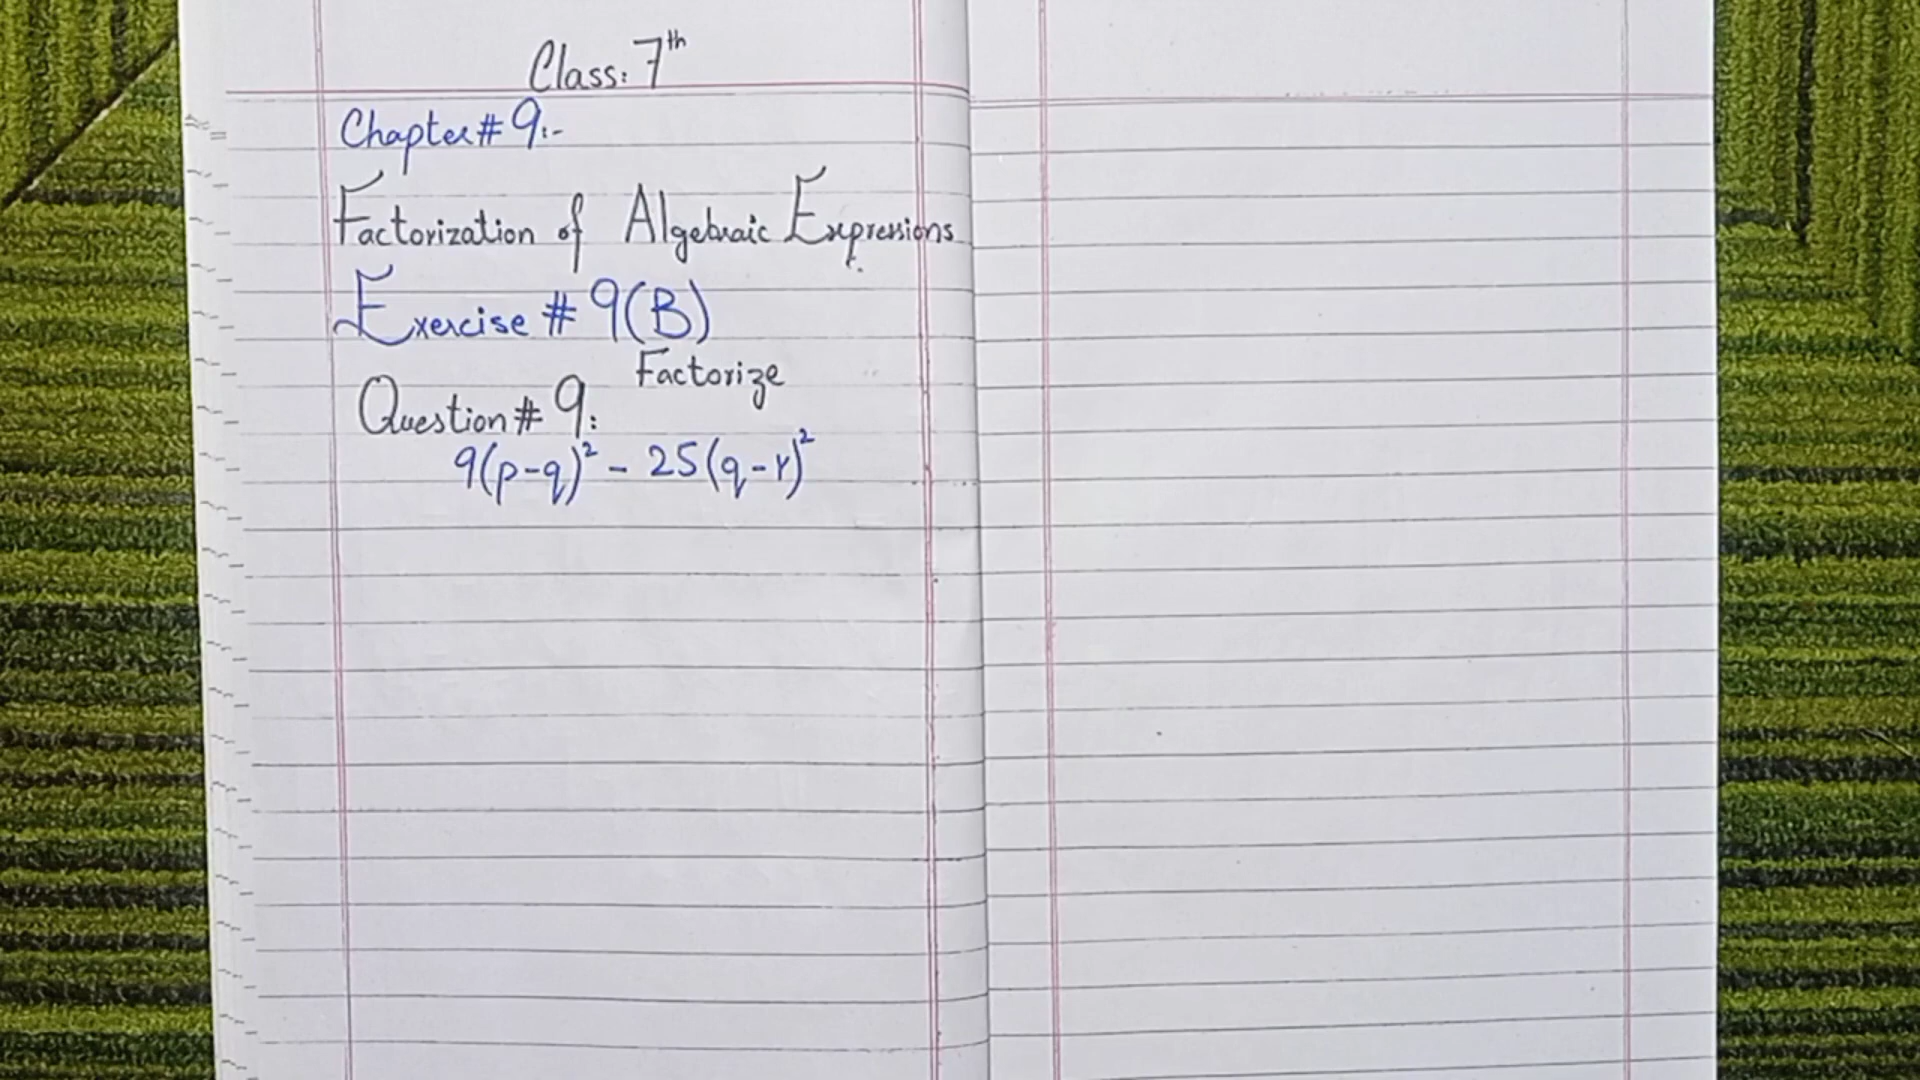 Class: 7th
Chapter # 9:-
Factorization of Algebraic Expressions
Exercise # 9(B)
Factorize
Question # 9:
9(p-q)² - 25(q-r)²